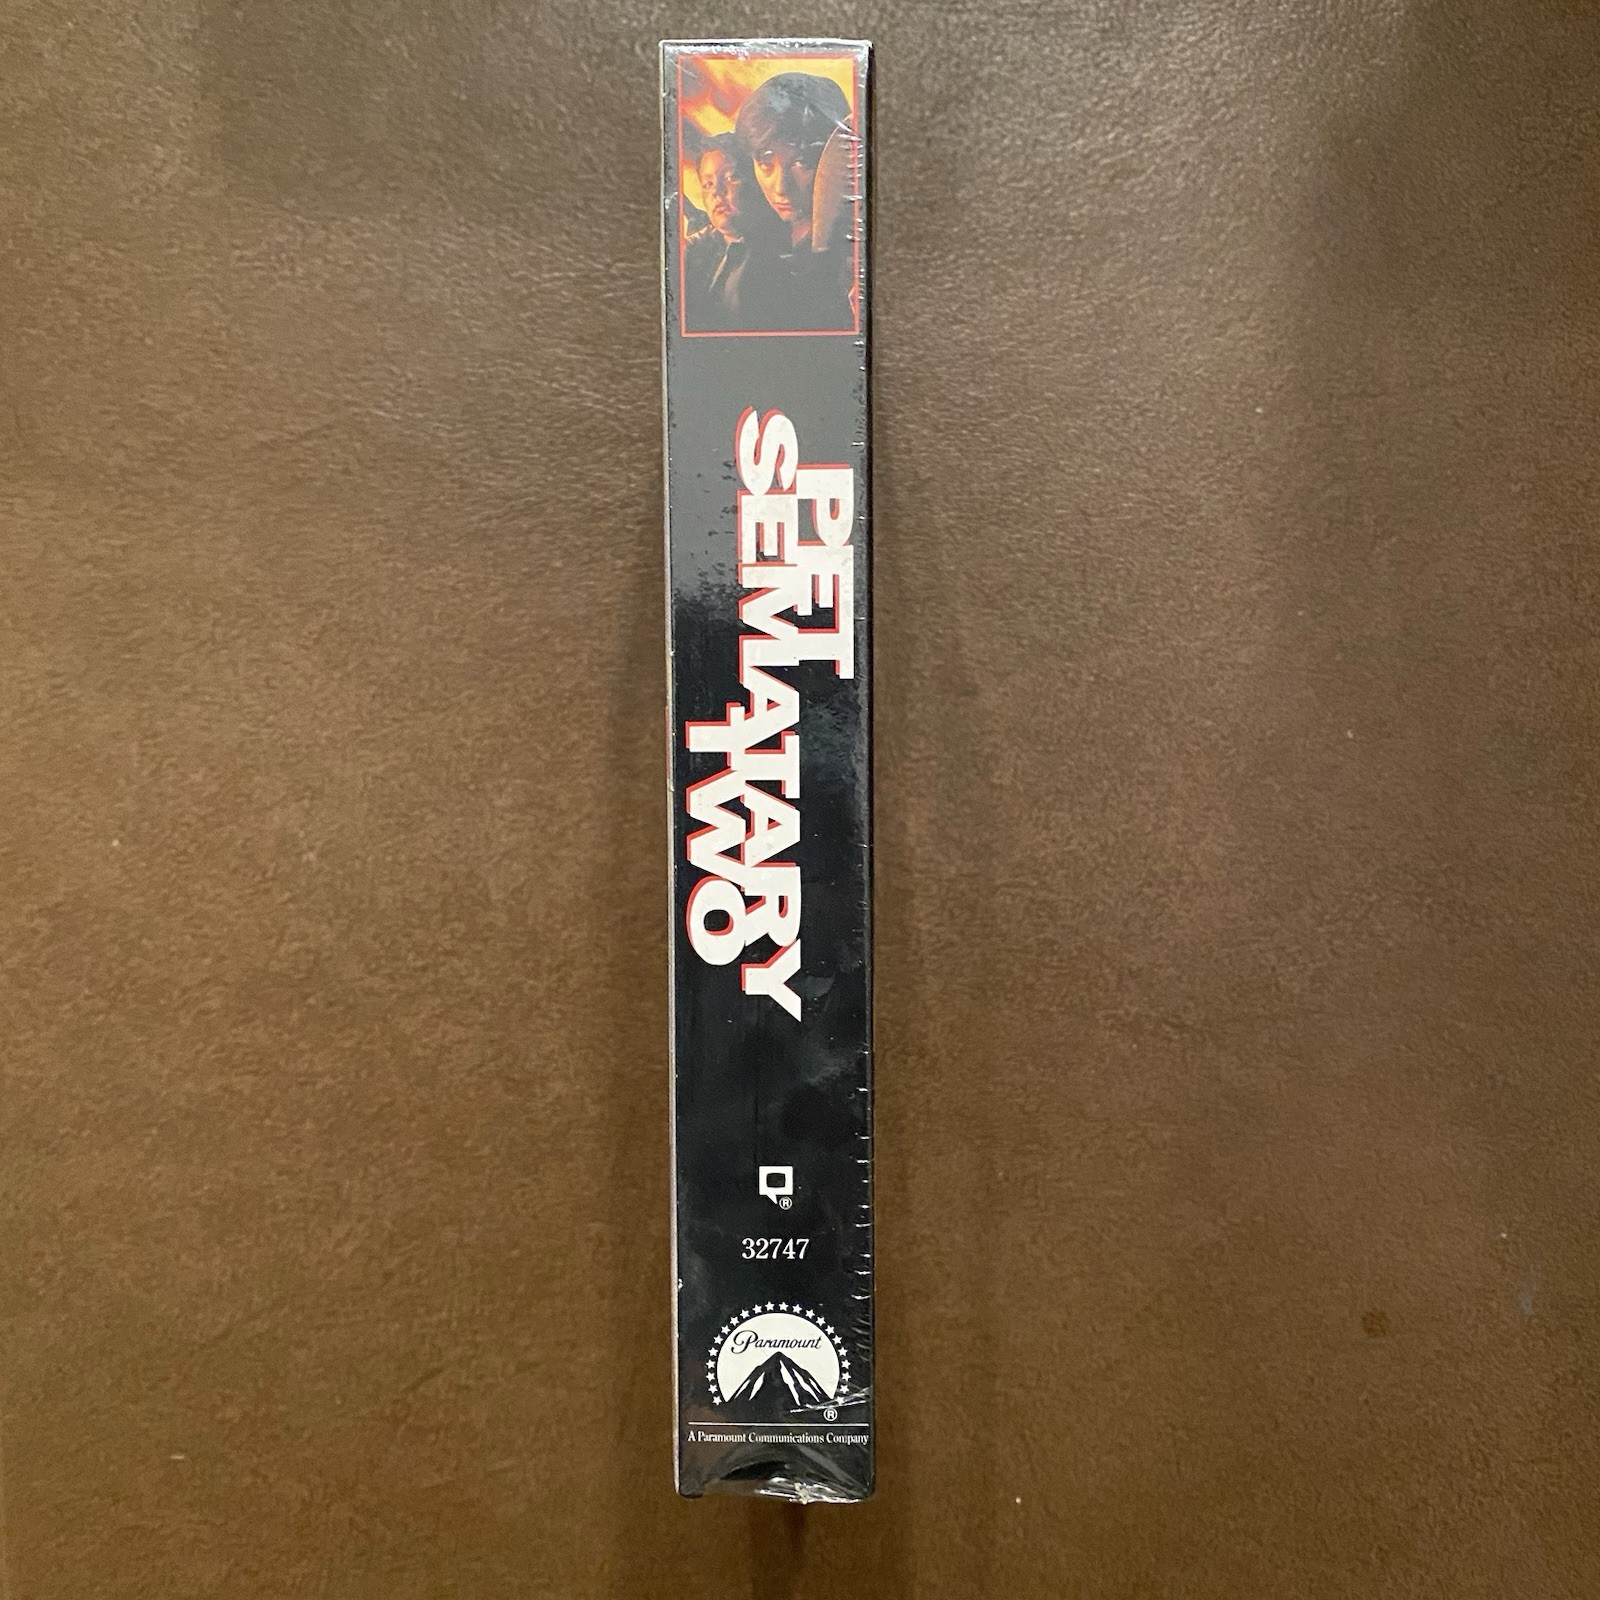 PET
SEMATARY
TWO
®
32747
Paramount
®
A Paramount Communications Company